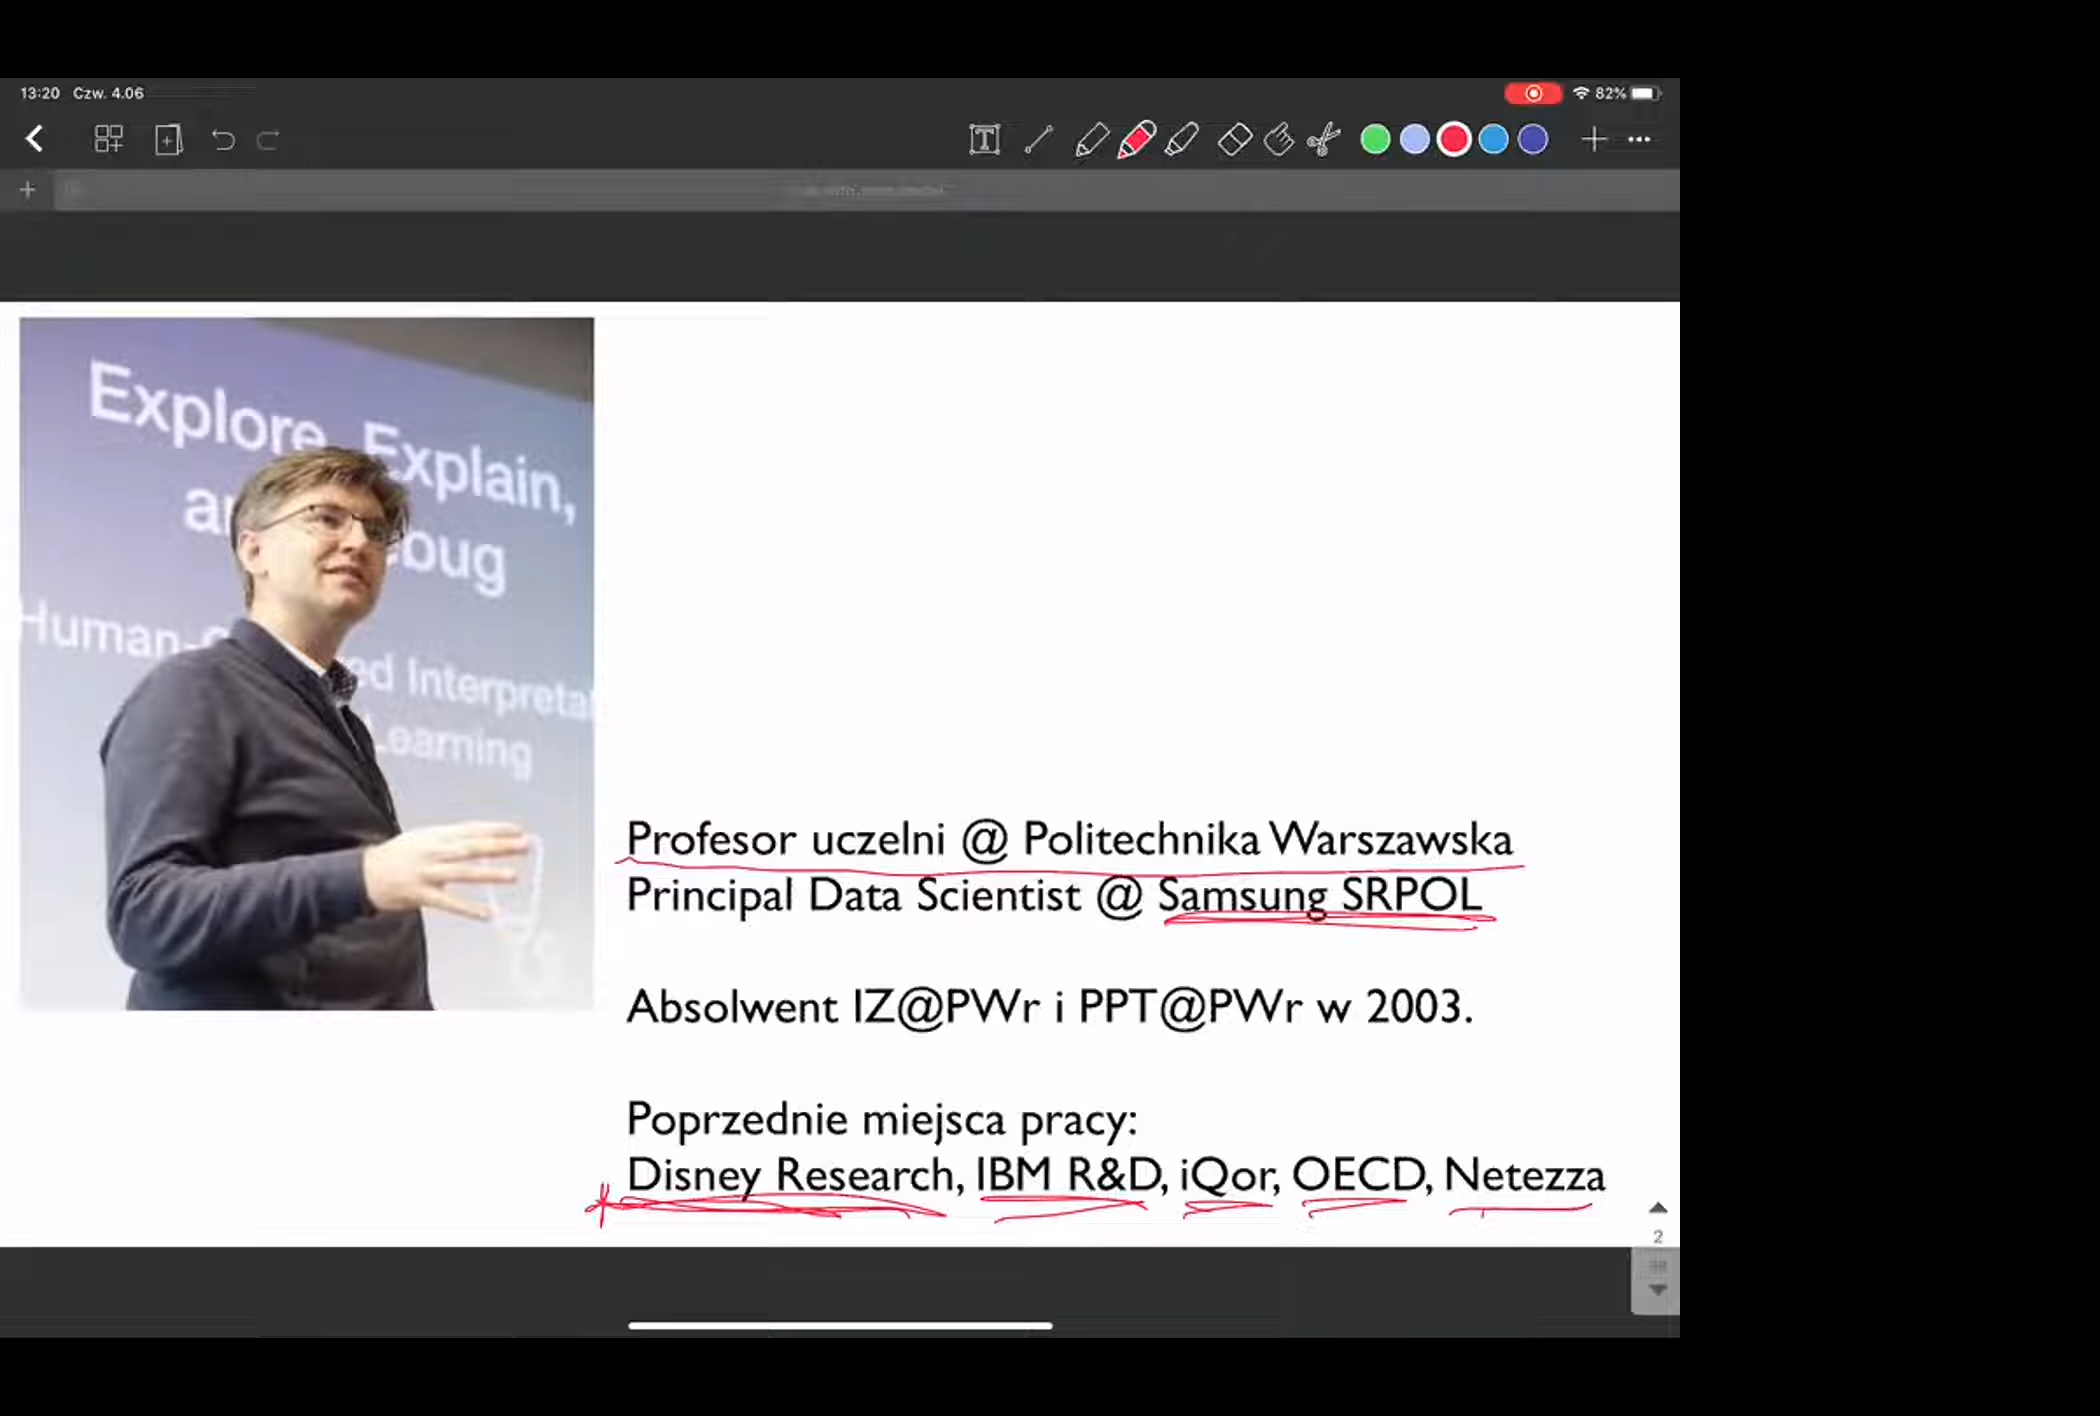 13:20 Czw. 4.06
82%
Explore, Explain,
Human-
Interpreta
Learning
Profesor uczelni @ Politechnika Warszawska
Principal Data Scientist @ Samsung SRPOL
Absolwent IZ@PWr i PPT@PWr w 2003.
Poprzednie miejsca pracy:
Disney Research, IBM R&D, iQor, OECD, Netezza
2